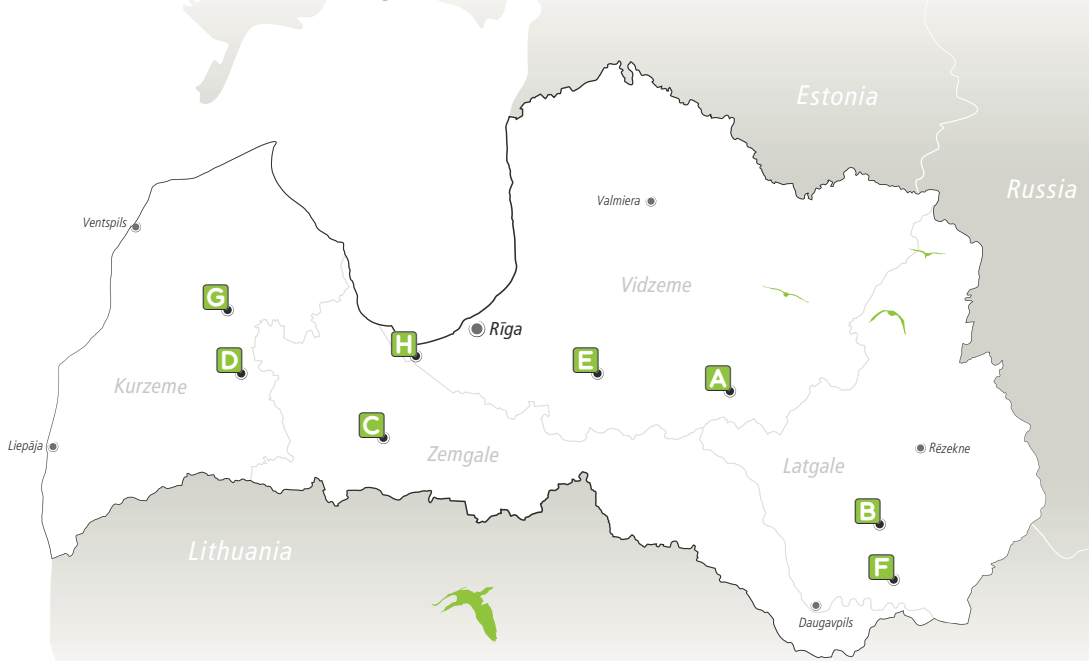 Estonia
Russia
Valmiera
Ventspils
Vidzeme
G
Rīga
H
D
E
A
Kurzeme
C
Liepāja
Zemgale
Rēzekne
Latgale
B
Lithuania
F
Daugavpils